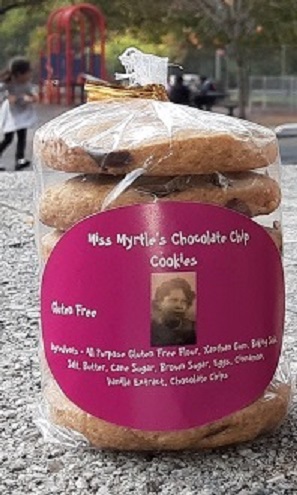 Miss Myrtle's Chocolate Chip
Cookies
Gluten Free
Ingredients - All Purpose Gluten Free Flour, Xanthan Gum, Baking Soda,
Salt, Butter, Cane Sugar, Brown Sugar, Eggs, Cinnamon,
Vanilla Extract, Chocolate Chips